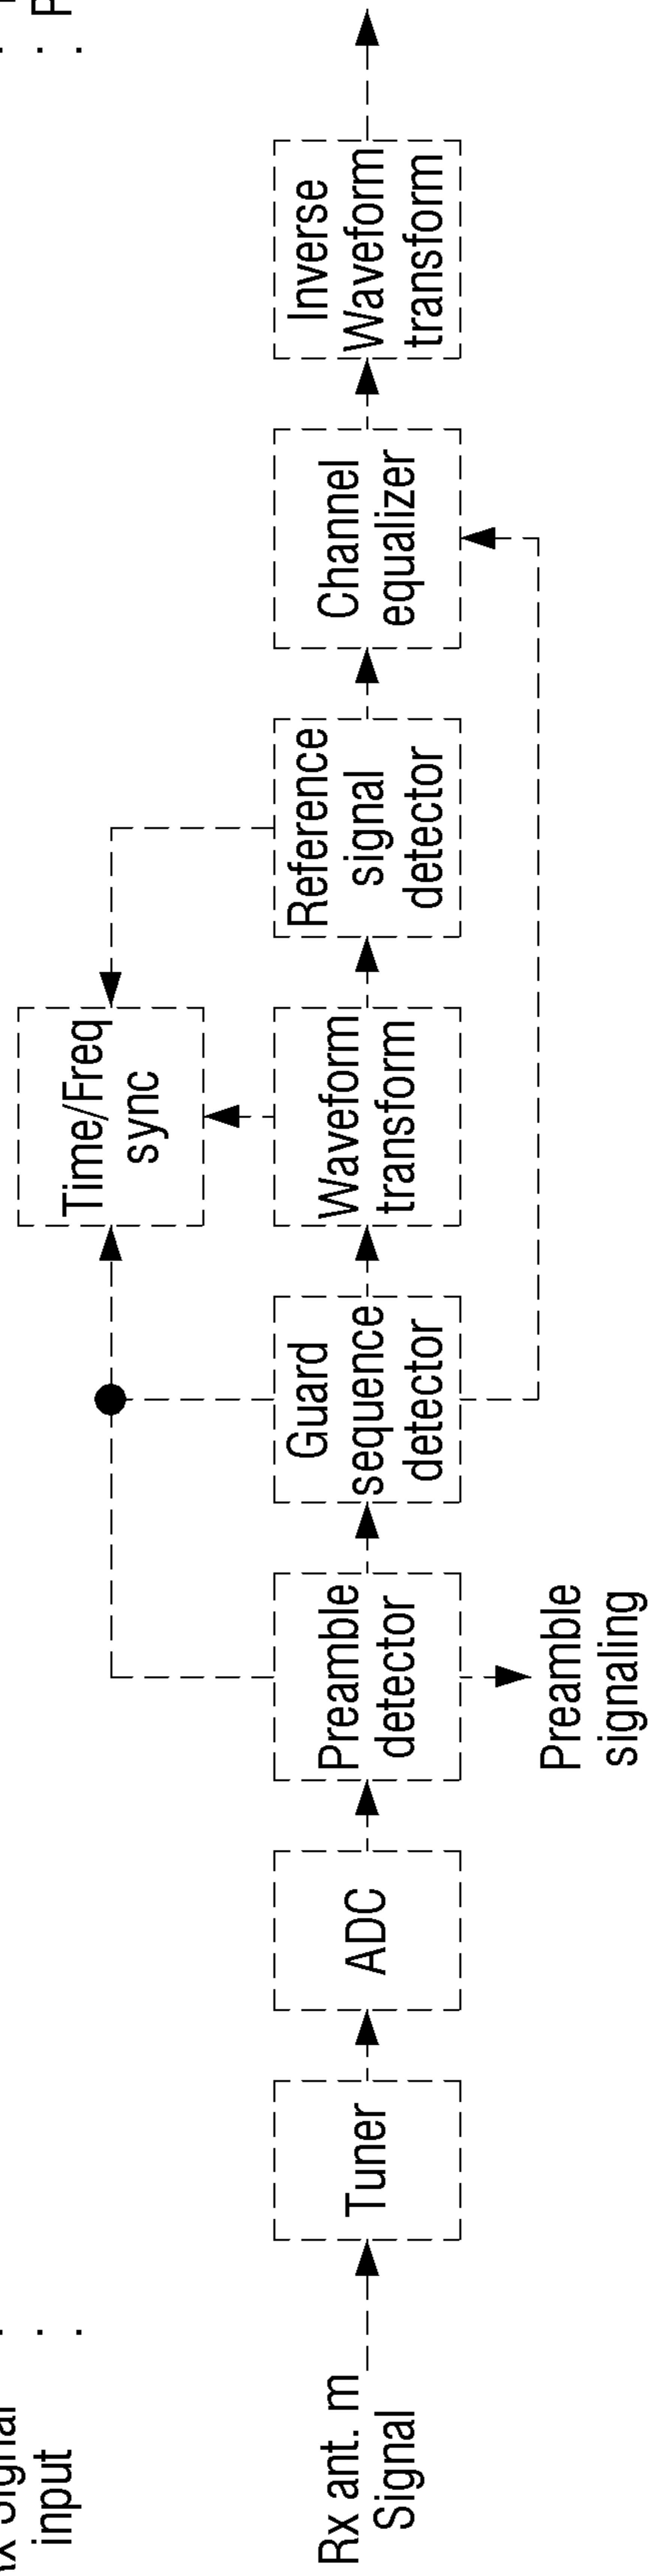 input
Time/Freq
sync
Rx ant. m
Signal
Tuner
ADC
Preamble
detector
Guard
sequence
detector
Waveform
transform
Reference
signal
detector
Channel
equalizer
Inverse
Waveform
transform
Preamble
signaling